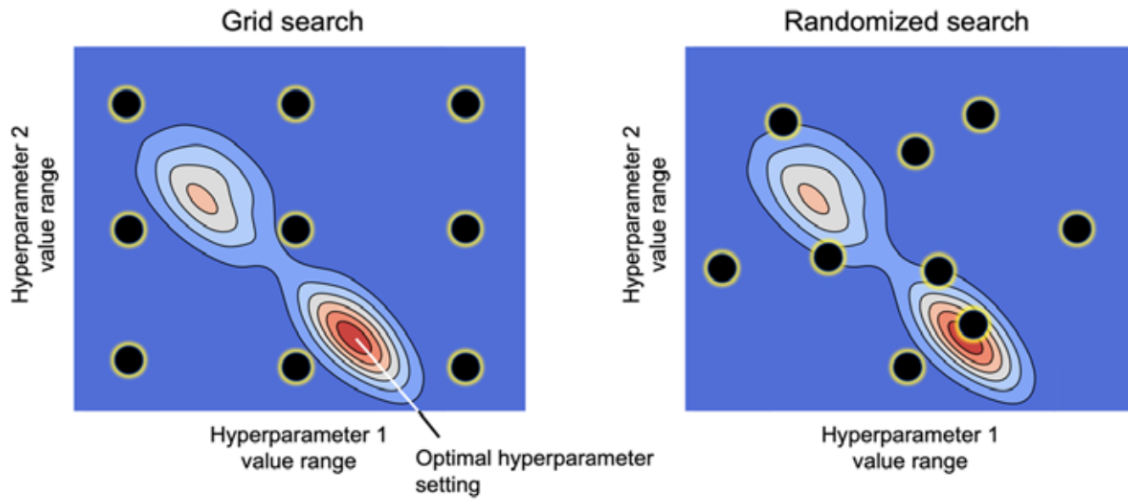 Grid search
Randomized search
Hyperparameter 2
value range
Hyperparameter 2
value range
Hyperparameter 1
value range
Optimal hyperparameter
setting
Hyperparameter 1
value range